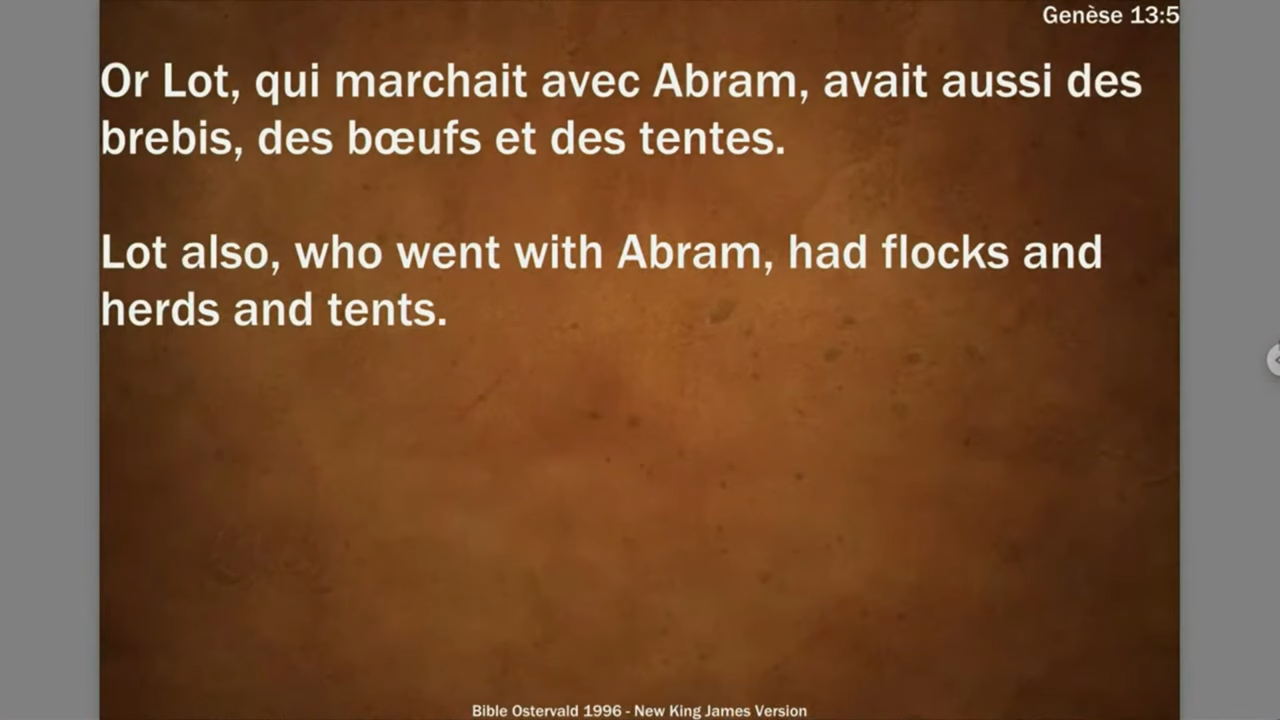 Genèse 13:5
Or Lot, qui marchait avec Abram, avait aussi des
brebis, des bœufs et des tentes.
Lot also, who went with Abram, had flocks and
herds and tents.
Bible Ostervald 1996 - New King James Version